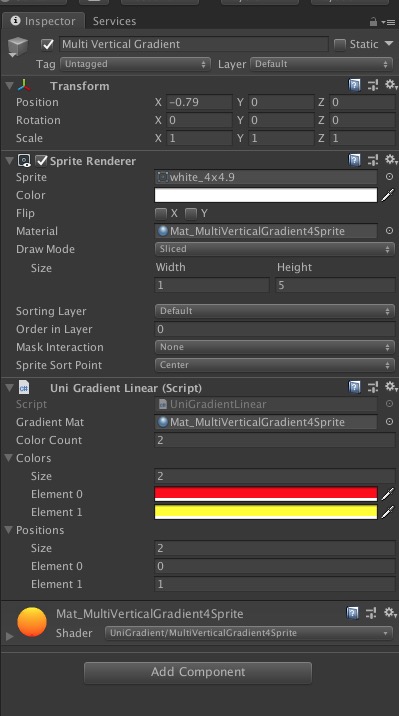 Inspector Services
Multi Vertical Gradient Static
Tag Untagged Layer Default
Transform
Position X -0.79 Y 0 Z 0
Rotation X 0 Y 0 Z 0
Scale X 1 Y 1 Z 1
Sprite Renderer
Sprite white_4x4.9
Color
Flip X Y
Material Mat_MultiVerticalGradient4Sprite
Draw Mode Sliced
Size Width Height
1 5
Sorting Layer Default
Order in Layer 0
Mask Interaction None
Sprite Sort Point Center
Uni Gradient Linear (Script)
Script UniGradientLinear
Gradient Mat Mat_MultiVerticalGradient4Sprite
Color Count 2
Colors
Size 2
Element 0
Element 1
Positions
Size 2
Element 0 0
Element 1 1
Mat_MultiVerticalGradient4Sprite
Shader UniGradient/MultiVerticalGradient4Sprite
Add Component